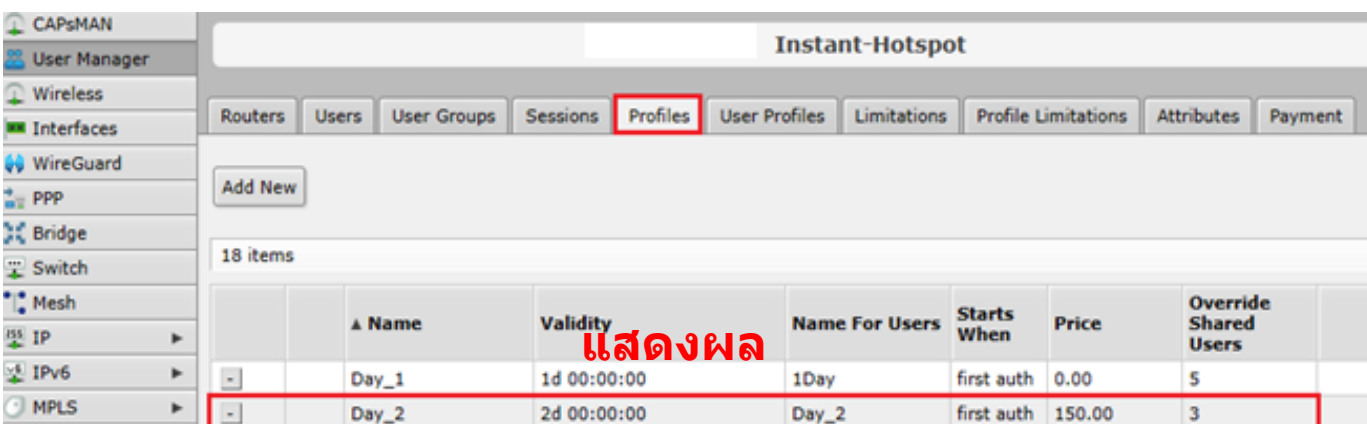 CAPsMAN
User Manager
Wireless
Interfaces
WireGuard
PPP
Bridge
Switch
Mesh
IP
IPv6
MPLS
Instant-Hotspot
Routers Users User Groups Sessions Profiles User Profiles Limitations Profile Limitations Attributes Payment
Add New
18 items
▲ Name Validity Name For Users Starts When Price Override Shared Users
แสดงผล
- Day_1 1d 00:00:00 1Day first auth 0.00 5
- Day_2 2d 00:00:00 Day_2 first auth 150.00 3